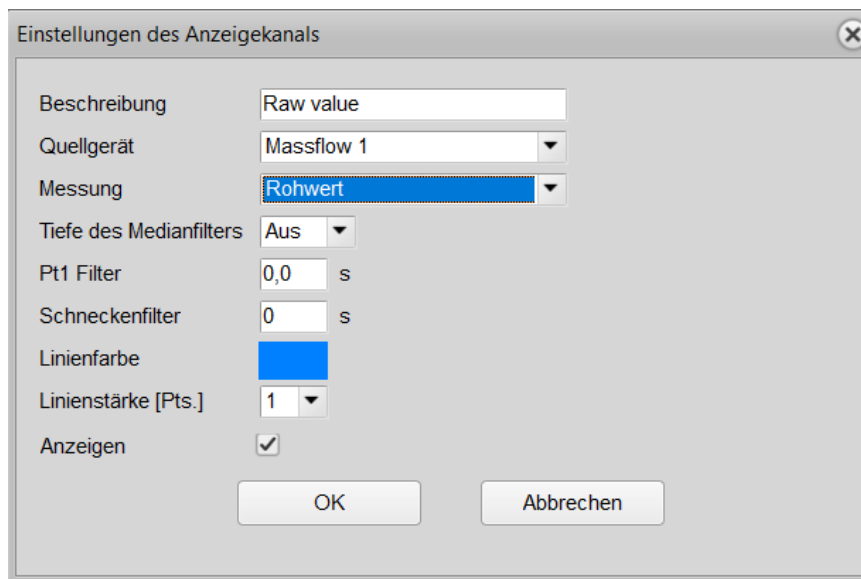 Einstellungen des Anzeigekanals
Beschreibung Raw value
Quellgerät Massflow 1
Messung Rohwert
Tiefe des Medianfilters Aus
Pt1 Filter 0,0 s
Schneckenfilter 0 s
Linienfarbe
Linienstärke [Pts.] 1
Anzeigen
OK Abbrechen